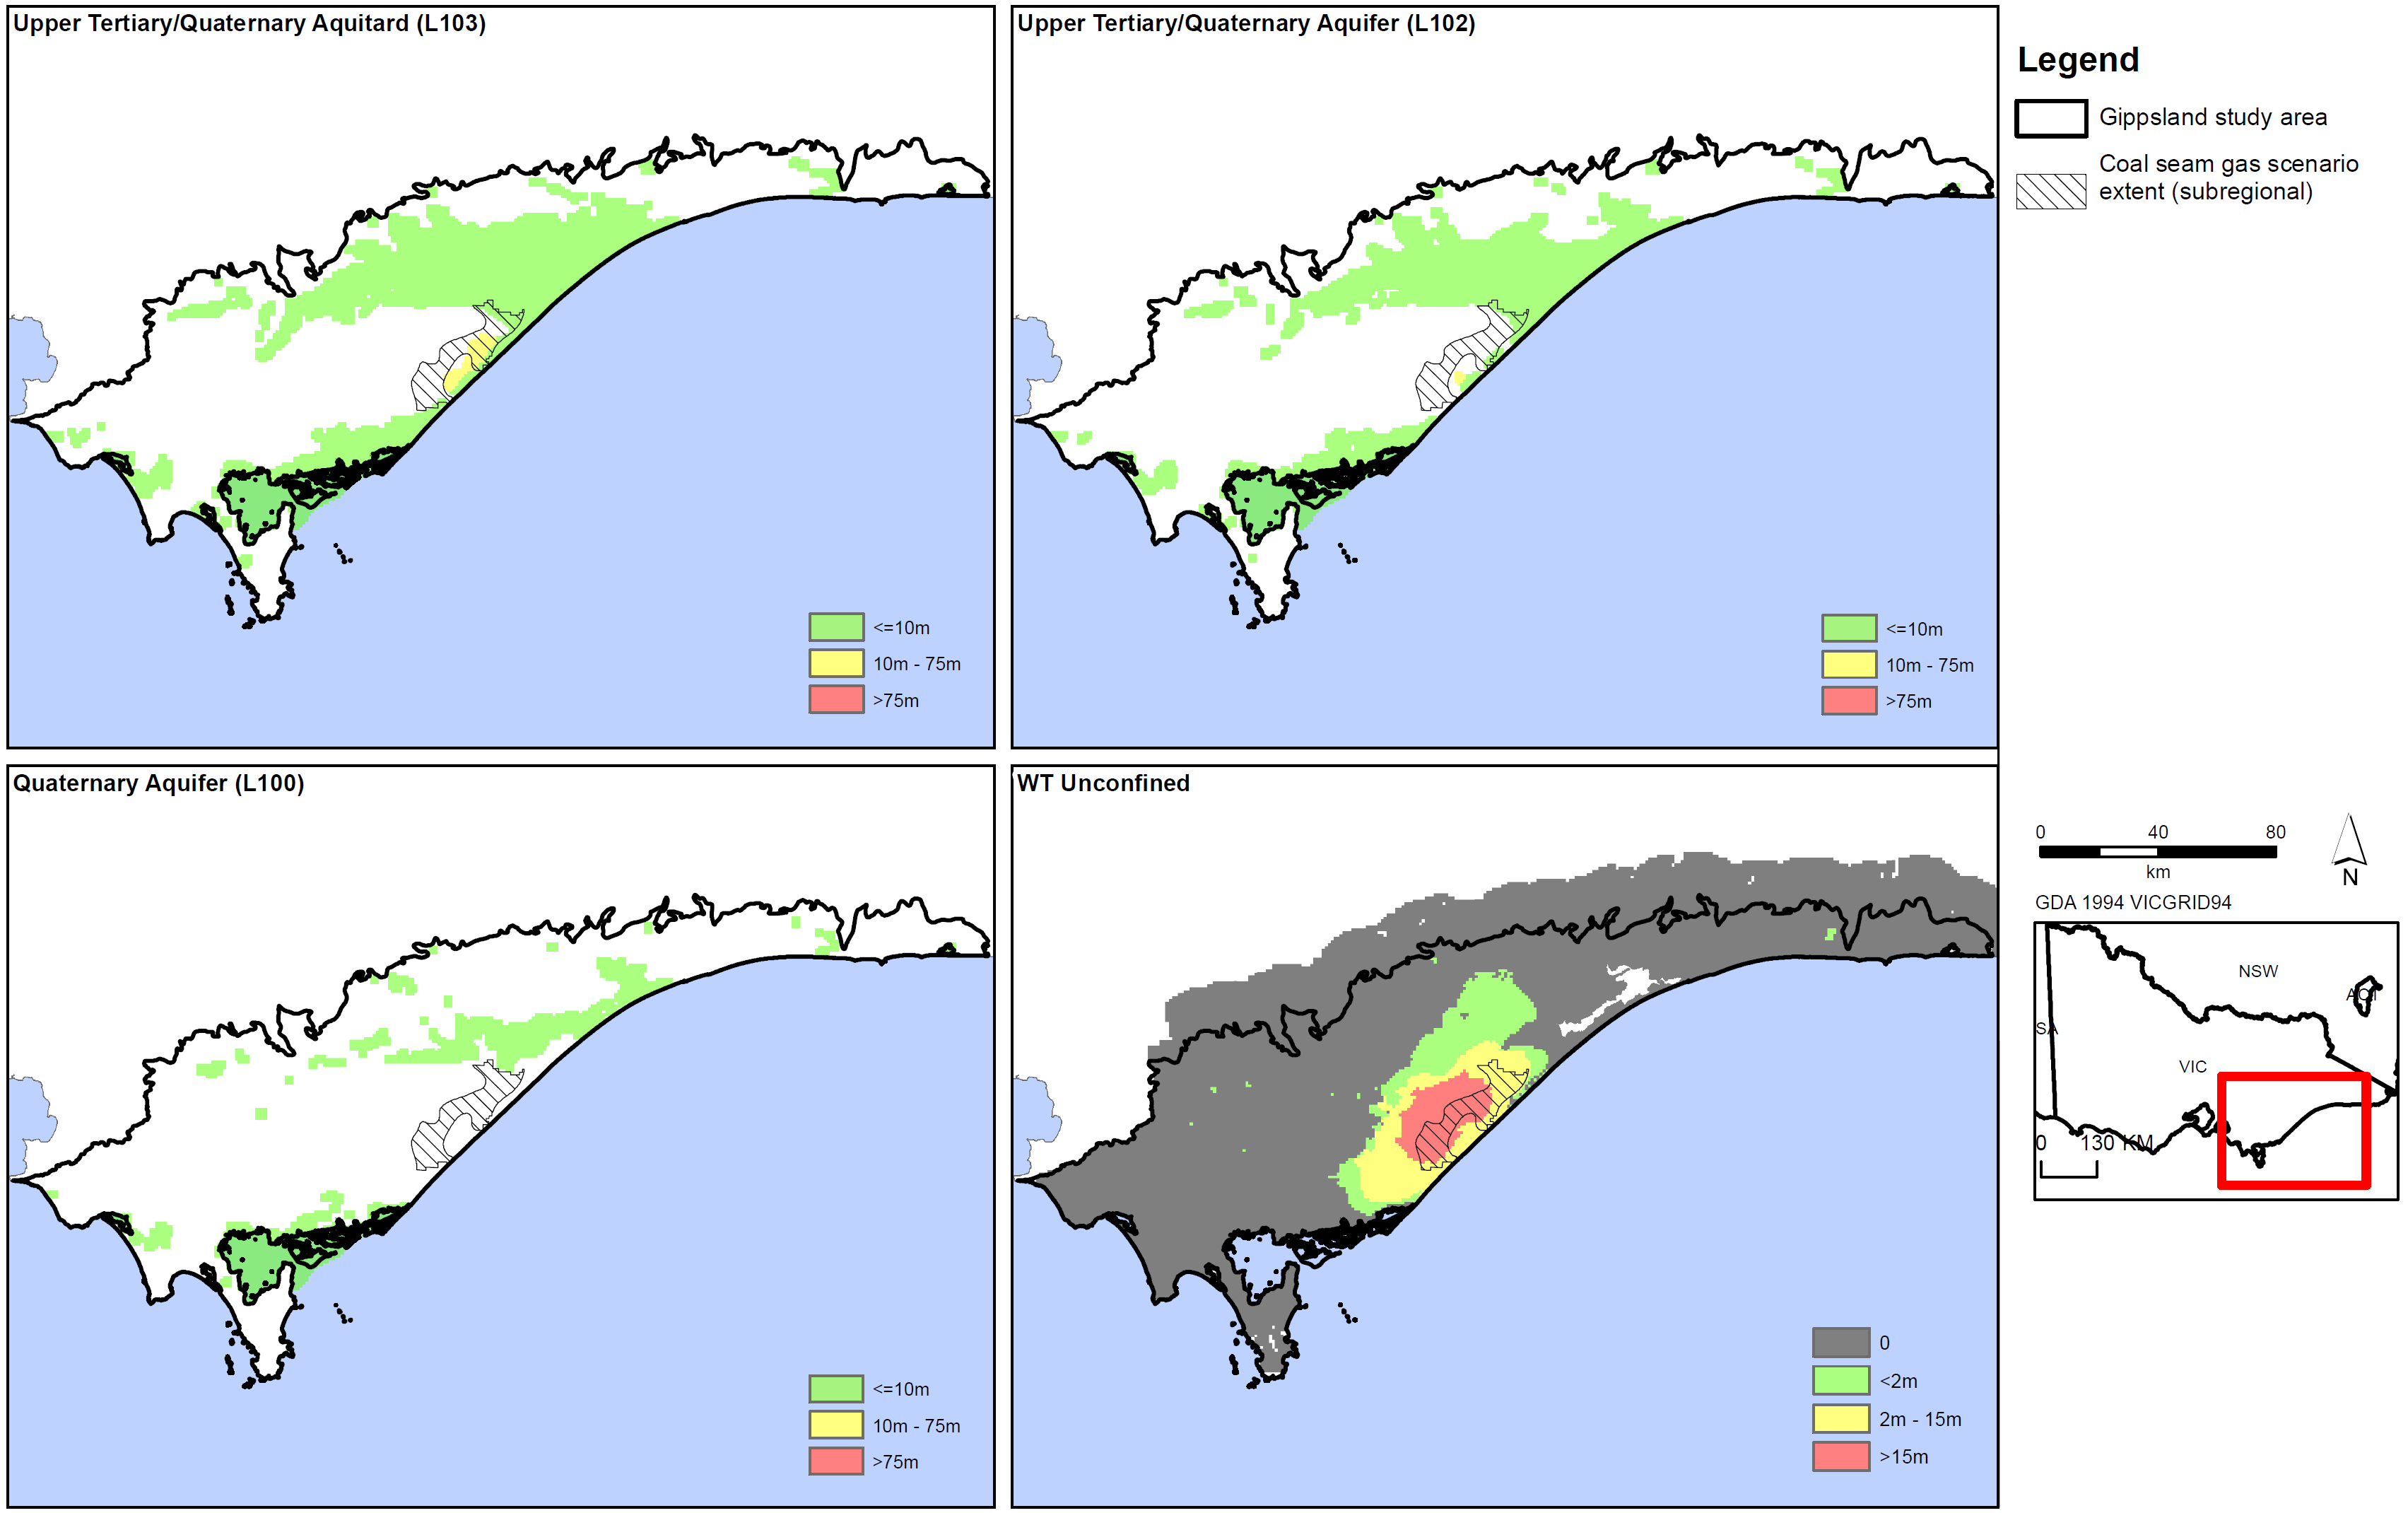 Upper Tertiary/Quaternary Aquitard (L103)
<=10m
10m - 75m
>75m
Upper Tertiary/Quaternary Aquifer (L102)
<=10m
10m - 75m
>75m
Legend
Gippsland study area
Coal seam gas scenario
extent (subregional)
Quaternary Aquifer (L100)
<=10m
10m - 75m
>75m
WT Unconfined
0
<2m
2m - 15m
>15m
0 40 80
km
N
GDA 1994 VICGRID94
NSW
ACT
SA
VIC
0 130 KM